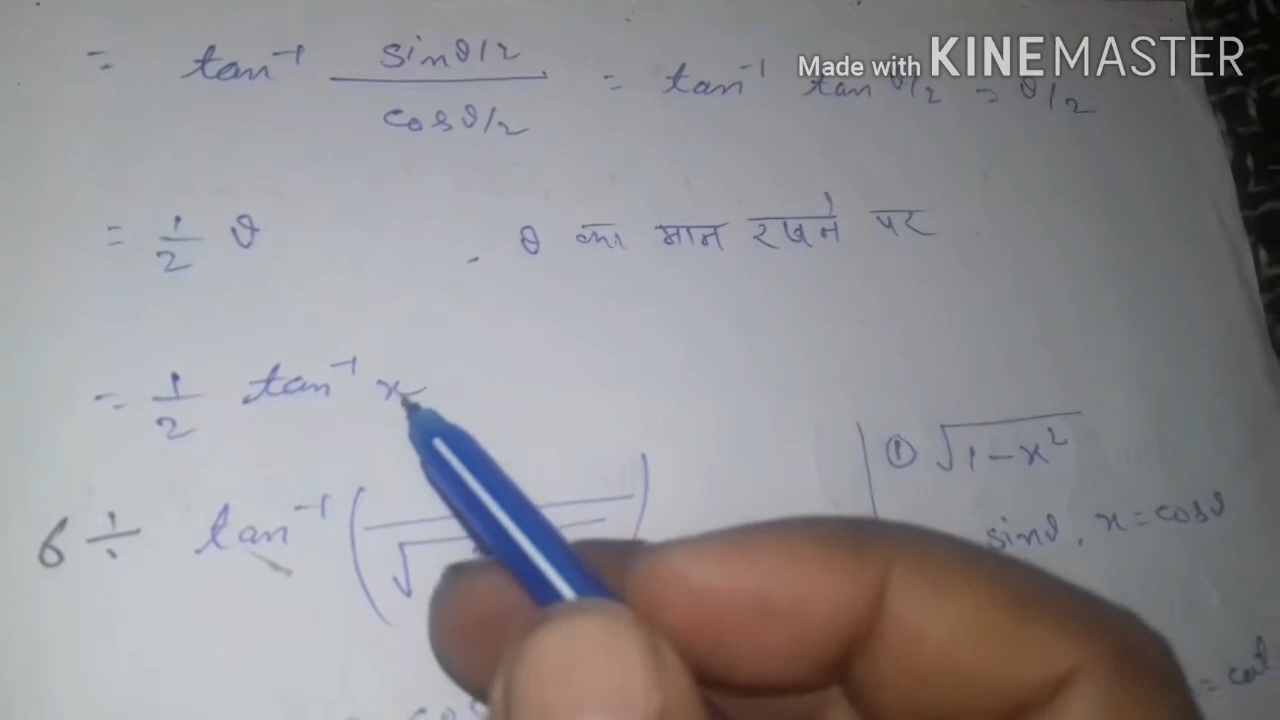 Made with KINEMASTER
= tan⁻¹ sinθ/2 / cosθ/2 = tan⁻¹ tan θ/2 = θ/2
= 1/2 θ . θ का मान रखने पर
= 1/2 tan⁻¹ x
① √1-x²
6 ÷ tan⁻¹ ( √
sinθ, x=cosθ